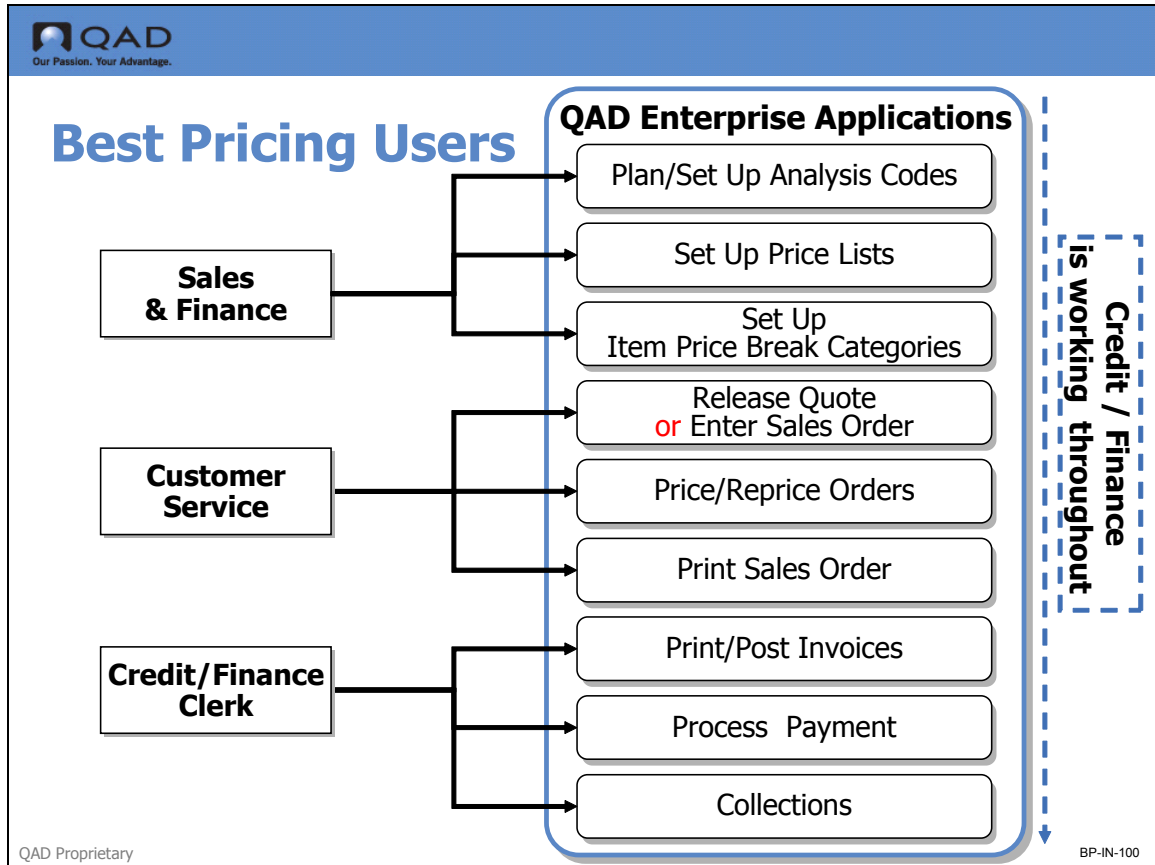 QAD
Our Passion. Your Advantage.
Best Pricing Users
QAD Enterprise Applications
Sales
& Finance
Plan/Set Up Analysis Codes
Set Up Price Lists
Set Up
Item Price Break Categories
Customer
Service
Release Quote
or Enter Sales Order
Price/Reprice Orders
Print Sales Order
Credit/Finance
Clerk
Print/Post Invoices
Process Payment
Collections
Credit / Finance
is working throughout
QAD Proprietary
BP-IN-100